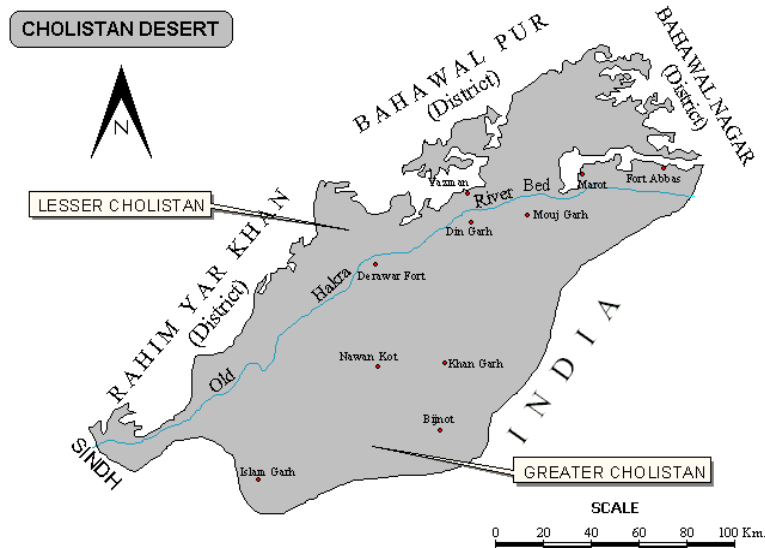 CHOLISTAN DESERT
N
BAHAWAL PUR
(District)
BAHAWAL NAGAR
(District)
LESSER CHOLISTAN
RAHIM YAR KHAN
(District)
Yazman
River Bed
Marot
Fort Abbas
Mouj Garh
Din Garh
Hakra
Derawar Fort
Old
Nawan Kot
Khan Garh
INDIA
Bijnot
SINDH
Islam Garh
GREATER CHOLISTAN
SCALE
0 20 40 60 80 100 Km.